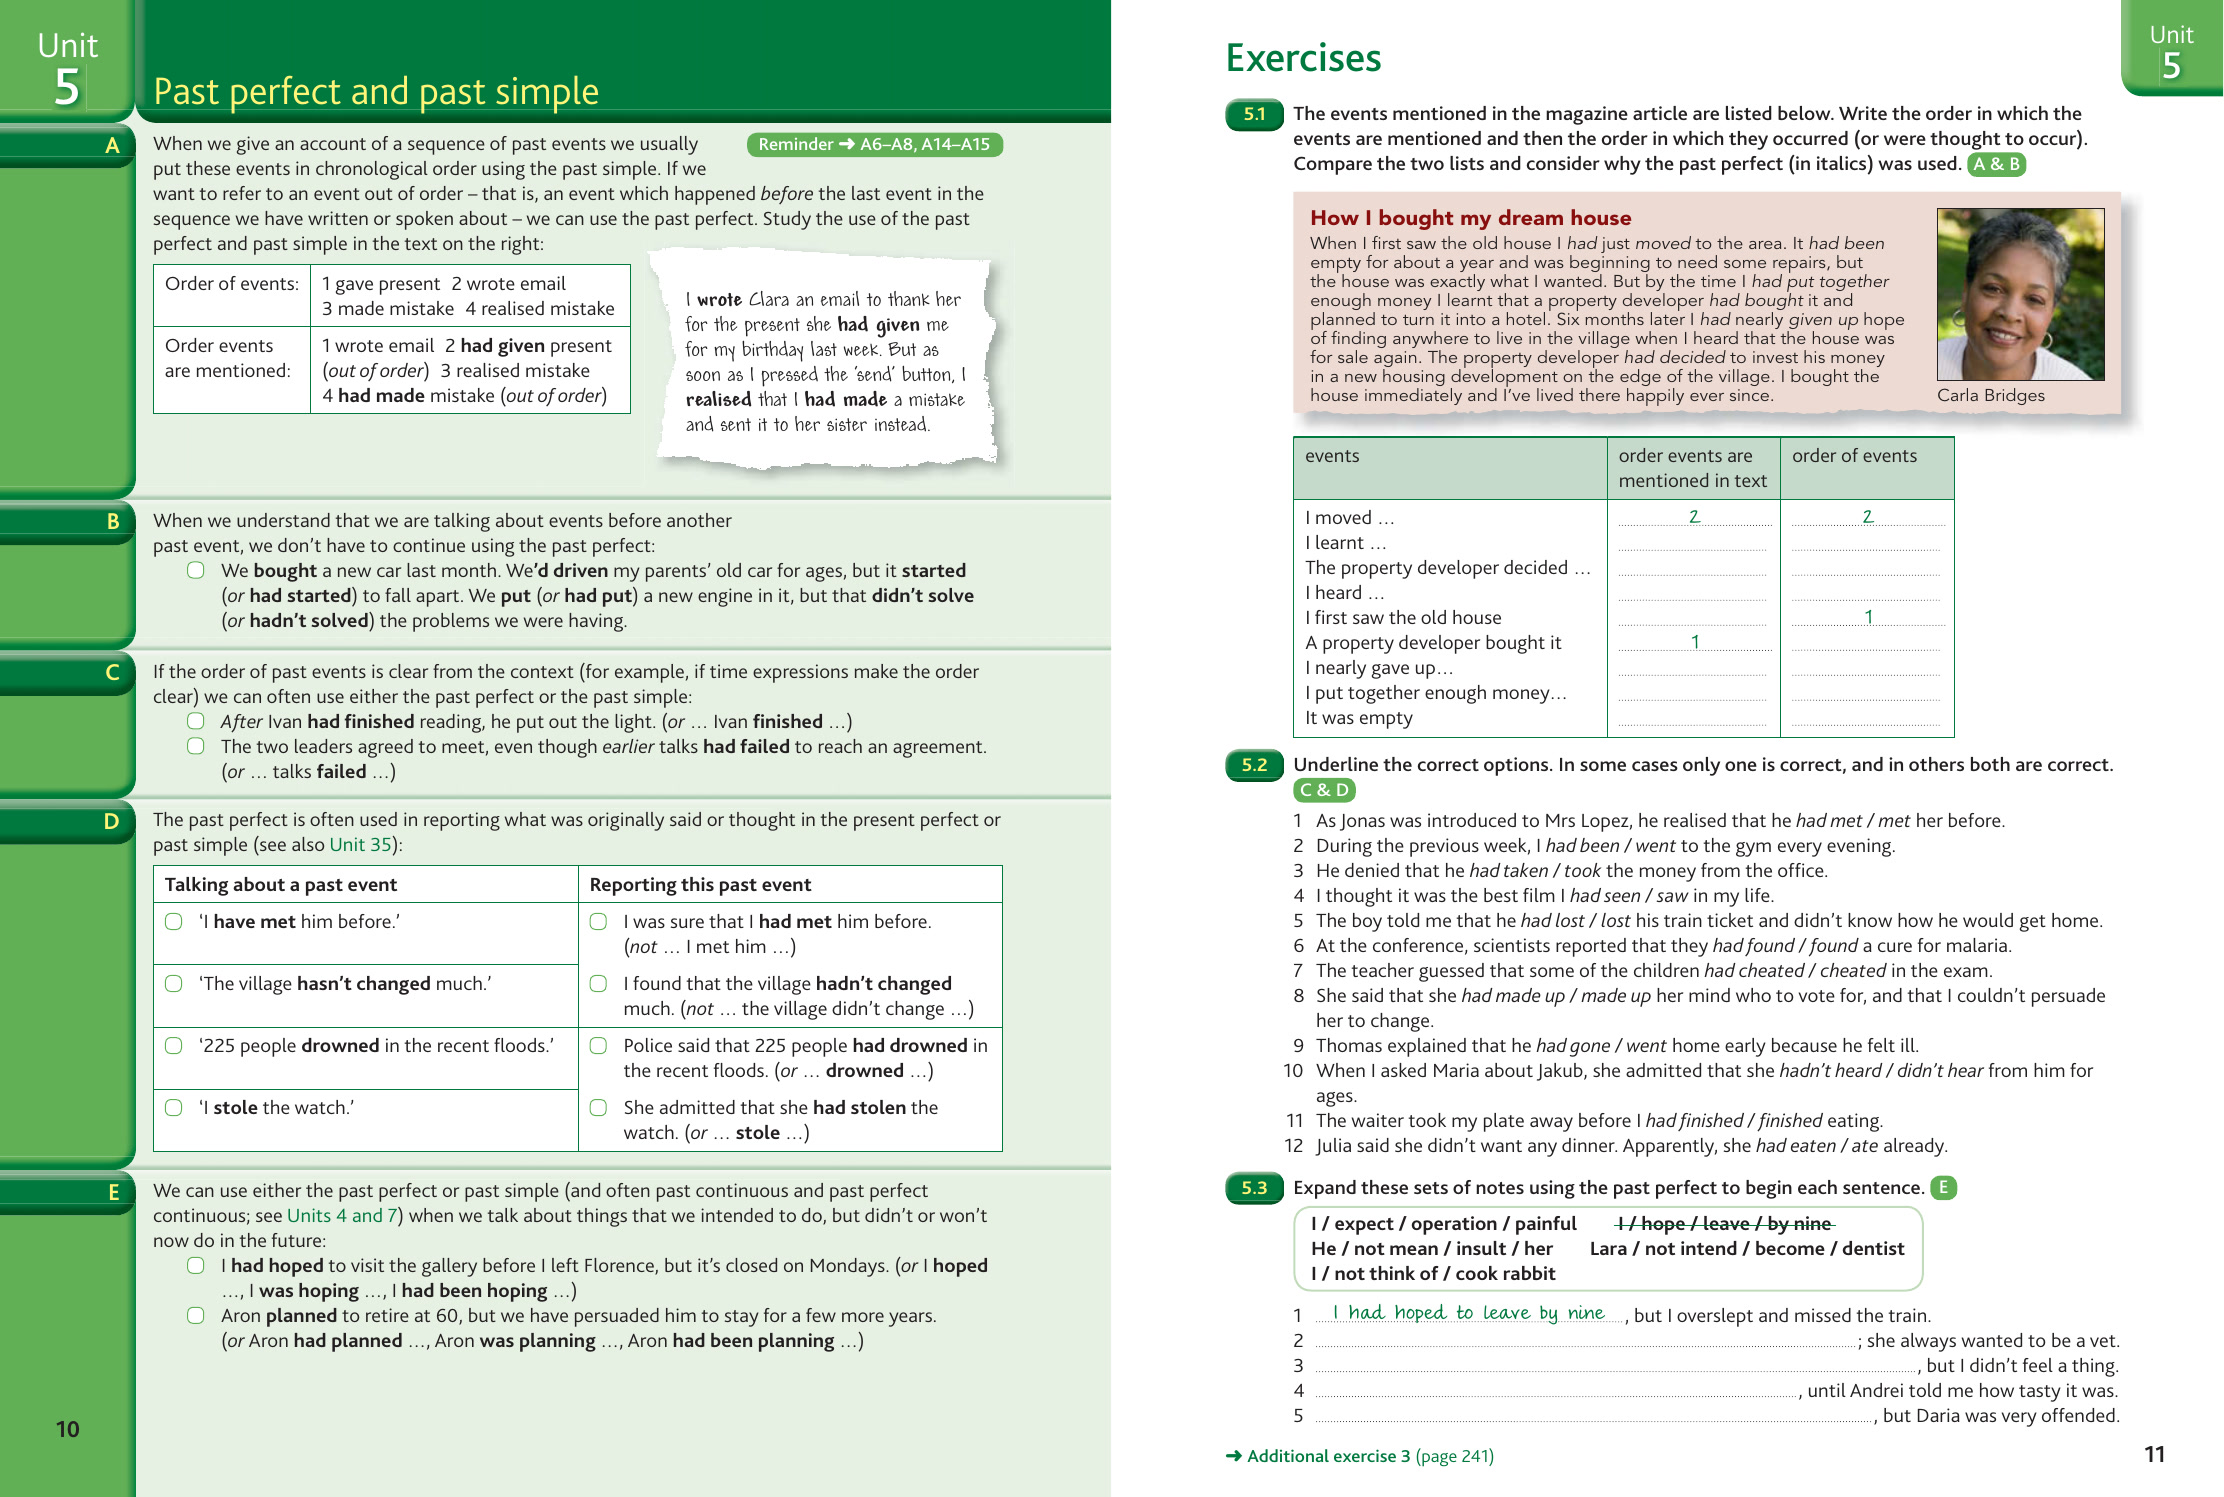 Unit
5
Past perfect and past simple
A
When we give an account of a sequence of past events we usually
Reminder ➜ A6–A8, A14–A15
put these events in chronological order using the past simple. If we
want to refer to an event out of order – that is, an event which happened before the last event in the
sequence we have written or spoken about – we can use the past perfect. Study the use of the past
perfect and past simple in the text on the right:
Order of events:
1 gave present 2 wrote email
3 made mistake 4 realised mistake
Order events
are mentioned:
1 wrote email 2 had given present
(out of order) 3 realised mistake
4 had made mistake (out of order)
I wrote Clara an email to thank her
for the present she had given me
for my birthday last week. But as
soon as I pressed the 'send' button, I
realised that I had made a mistake
and sent it to her sister instead.
B
When we understand that we are talking about events before another
past event, we don't have to continue using the past perfect:
We bought a new car last month. We'd driven my parents' old car for ages, but it started
(or had started) to fall apart. We put (or had put) a new engine in it, but that didn't solve
(or hadn't solved) the problems we were having.
C
If the order of past events is clear from the context (for example, if time expressions make the order
clear) we can often use either the past perfect or the past simple:
After Ivan had finished reading, he put out the light. (or … Ivan finished …)
The two leaders agreed to meet, even though earlier talks had failed to reach an agreement.
(or … talks failed …)
D
The past perfect is often used in reporting what was originally said or thought in the present perfect or
past simple (see also Unit 35):
Talking about a past event
Reporting this past event
'I have met him before.'
I was sure that I had met him before.
(not … I met him …)
'The village hasn't changed much.'
I found that the village hadn't changed
much. (not … the village didn't change …)
'225 people drowned in the recent floods.'
Police said that 225 people had drowned in
the recent floods. (or … drowned …)
'I stole the watch.'
She admitted that she had stolen the
watch. (or … stole …)
E
We can use either the past perfect or past simple (and often past continuous and past perfect
continuous; see Units 4 and 7) when we talk about things that we intended to do, but didn't or won't
now do in the future:
I had hoped to visit the gallery before I left Florence, but it's closed on Mondays. (or I hoped
…, I was hoping …, I had been hoping …)
Aron planned to retire at 60, but we have persuaded him to stay for a few more years.
(or Aron had planned …, Aron was planning …, Aron had been planning …)
10
Exercises
Unit
5
5.1
The events mentioned in the magazine article are listed below. Write the order in which the
events are mentioned and then the order in which they occurred (or were thought to occur).
Compare the two lists and consider why the past perfect (in italics) was used. A & B
How I bought my dream house
When I first saw the old house I had just moved to the area. It had been
empty for about a year and was beginning to need some repairs, but
the house was exactly what I wanted. But by the time I had put together
enough money I learnt that a property developer had bought it and
planned to turn it into a hotel. Six months later I had nearly given up hope
of finding anywhere to live in the village when I heard that the house was
for sale again. The property developer had decided to invest his money
in a new housing development on the edge of the village. I bought the
house immediately and I've lived there happily ever since.
Carla Bridges
events
order events are
mentioned in text
order of events
I moved … 2 2
I learnt …
The property developer decided …
I heard …
I first saw the old house 1
A property developer bought it 1
I nearly gave up…
I put together enough money…
It was empty
5.2
Underline the correct options. In some cases only one is correct, and in others both are correct.
C & D
1 As Jonas was introduced to Mrs Lopez, he realised that he had met / met her before.
2 During the previous week, I had been / went to the gym every evening.
3 He denied that he had taken / took the money from the office.
4 I thought it was the best film I had seen / saw in my life.
5 The boy told me that he had lost / lost his train ticket and didn't know how he would get home.
6 At the conference, scientists reported that they had found / found a cure for malaria.
7 The teacher guessed that some of the children had cheated / cheated in the exam.
8 She said that she had made up / made up her mind who to vote for, and that I couldn't persuade
her to change.
9 Thomas explained that he had gone / went home early because he felt ill.
10 When I asked Maria about Jakub, she admitted that she hadn't heard / didn't hear from him for
ages.
11 The waiter took my plate away before I had finished / finished eating.
12 Julia said she didn't want any dinner. Apparently, she had eaten / ate already.
5.3
Expand these sets of notes using the past perfect to begin each sentence. E
I / expect / operation / painful I / hope / leave / by nine
He / not mean / insult / her Lara / not intend / become / dentist
I / not think of / cook rabbit
1 I had hoped to leave by nine , but I overslept and missed the train.
2 ; she always wanted to be a vet.
3 , but I didn't feel a thing.
4 , until Andrei told me how tasty it was.
5 , but Daria was very offended.
➜ Additional exercise 3 (page 241)
11